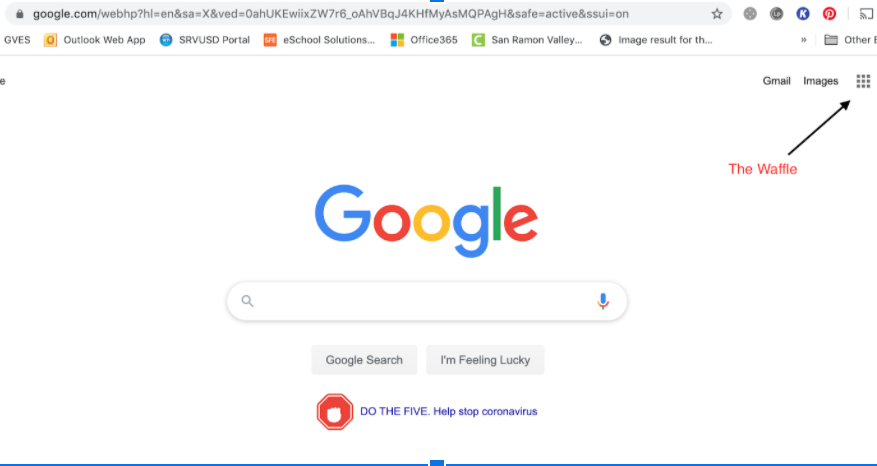 google.com/webhp?hl=en&sa=X&ved=0ahUKEwiixZW7r6_oAhVBqJ4KHfMyAsMQPAgH&safe=active&ssui=on
GVES Outlook Web App SRVUSD Portal SFE eSchool Solutions... Office365 San Ramon Valley... Image result for th... » Other B
e Gmail Images
The Waffle
Google
Google Search I'm Feeling Lucky
DO THE FIVE. Help stop coronavirus